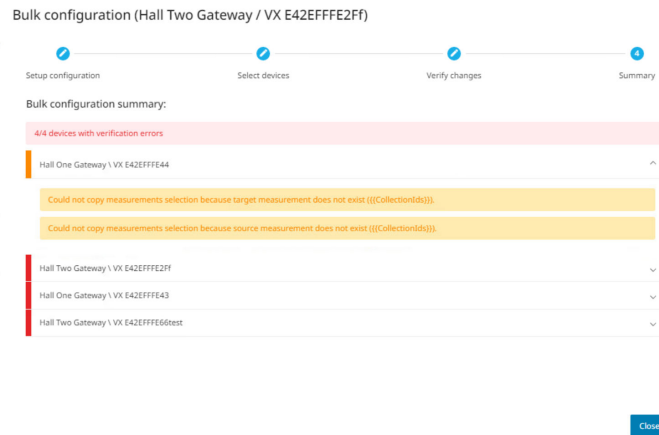 Bulk configuration (Hall Two Gateway / VX E42EFFFE2Ff)
4
Setup configuration
Select devices
Verify changes
Summary
Bulk configuration summary:
4/4 devices with verification errors
Hall One Gateway \ VX E42EFFFE44
Could not copy measurements selection because target measurement does not exist ({{CollectionIds}}).
Could not copy measurements selection because source measurement does not exist ({{CollectionIds}}).
Hall Two Gateway \ VX E42EFFFE2Ff
Hall One Gateway \ VX E42EFFFE43
Hall Two Gateway \ VX E42EFFFE66test
Close